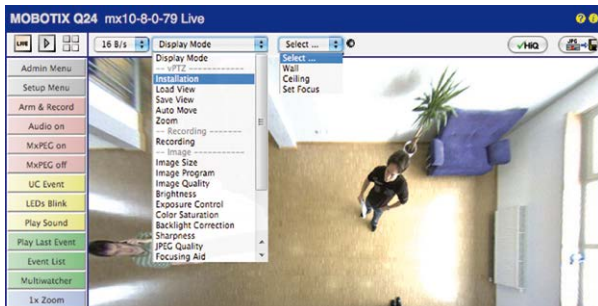 MOBOTIX Q24 mx10-8-0-79 Live
LIVE
16 B/s
Display Mode
Select ...
HiQ
JPG
Display Mode
-- vPTZ ------------
Installation
Load View
Save View
Auto Move
Zoom
-- Recording -------
Recording
-- Image ----------
Image Size
Image Program
Image Quality
Brightness
Exposure Control
Color Saturation
Backlight Correction
Sharpness
JPEG Quality
Focusing Aid
Select ...
Wall
Ceiling
Set Focus
Admin Menu
Setup Menu
Arm & Record
Audio on
MxPEG on
MxPEG off
UC Event
LEDs Blink
Play Sound
Play Last Event
Event List
Multiwatcher
1x Zoom